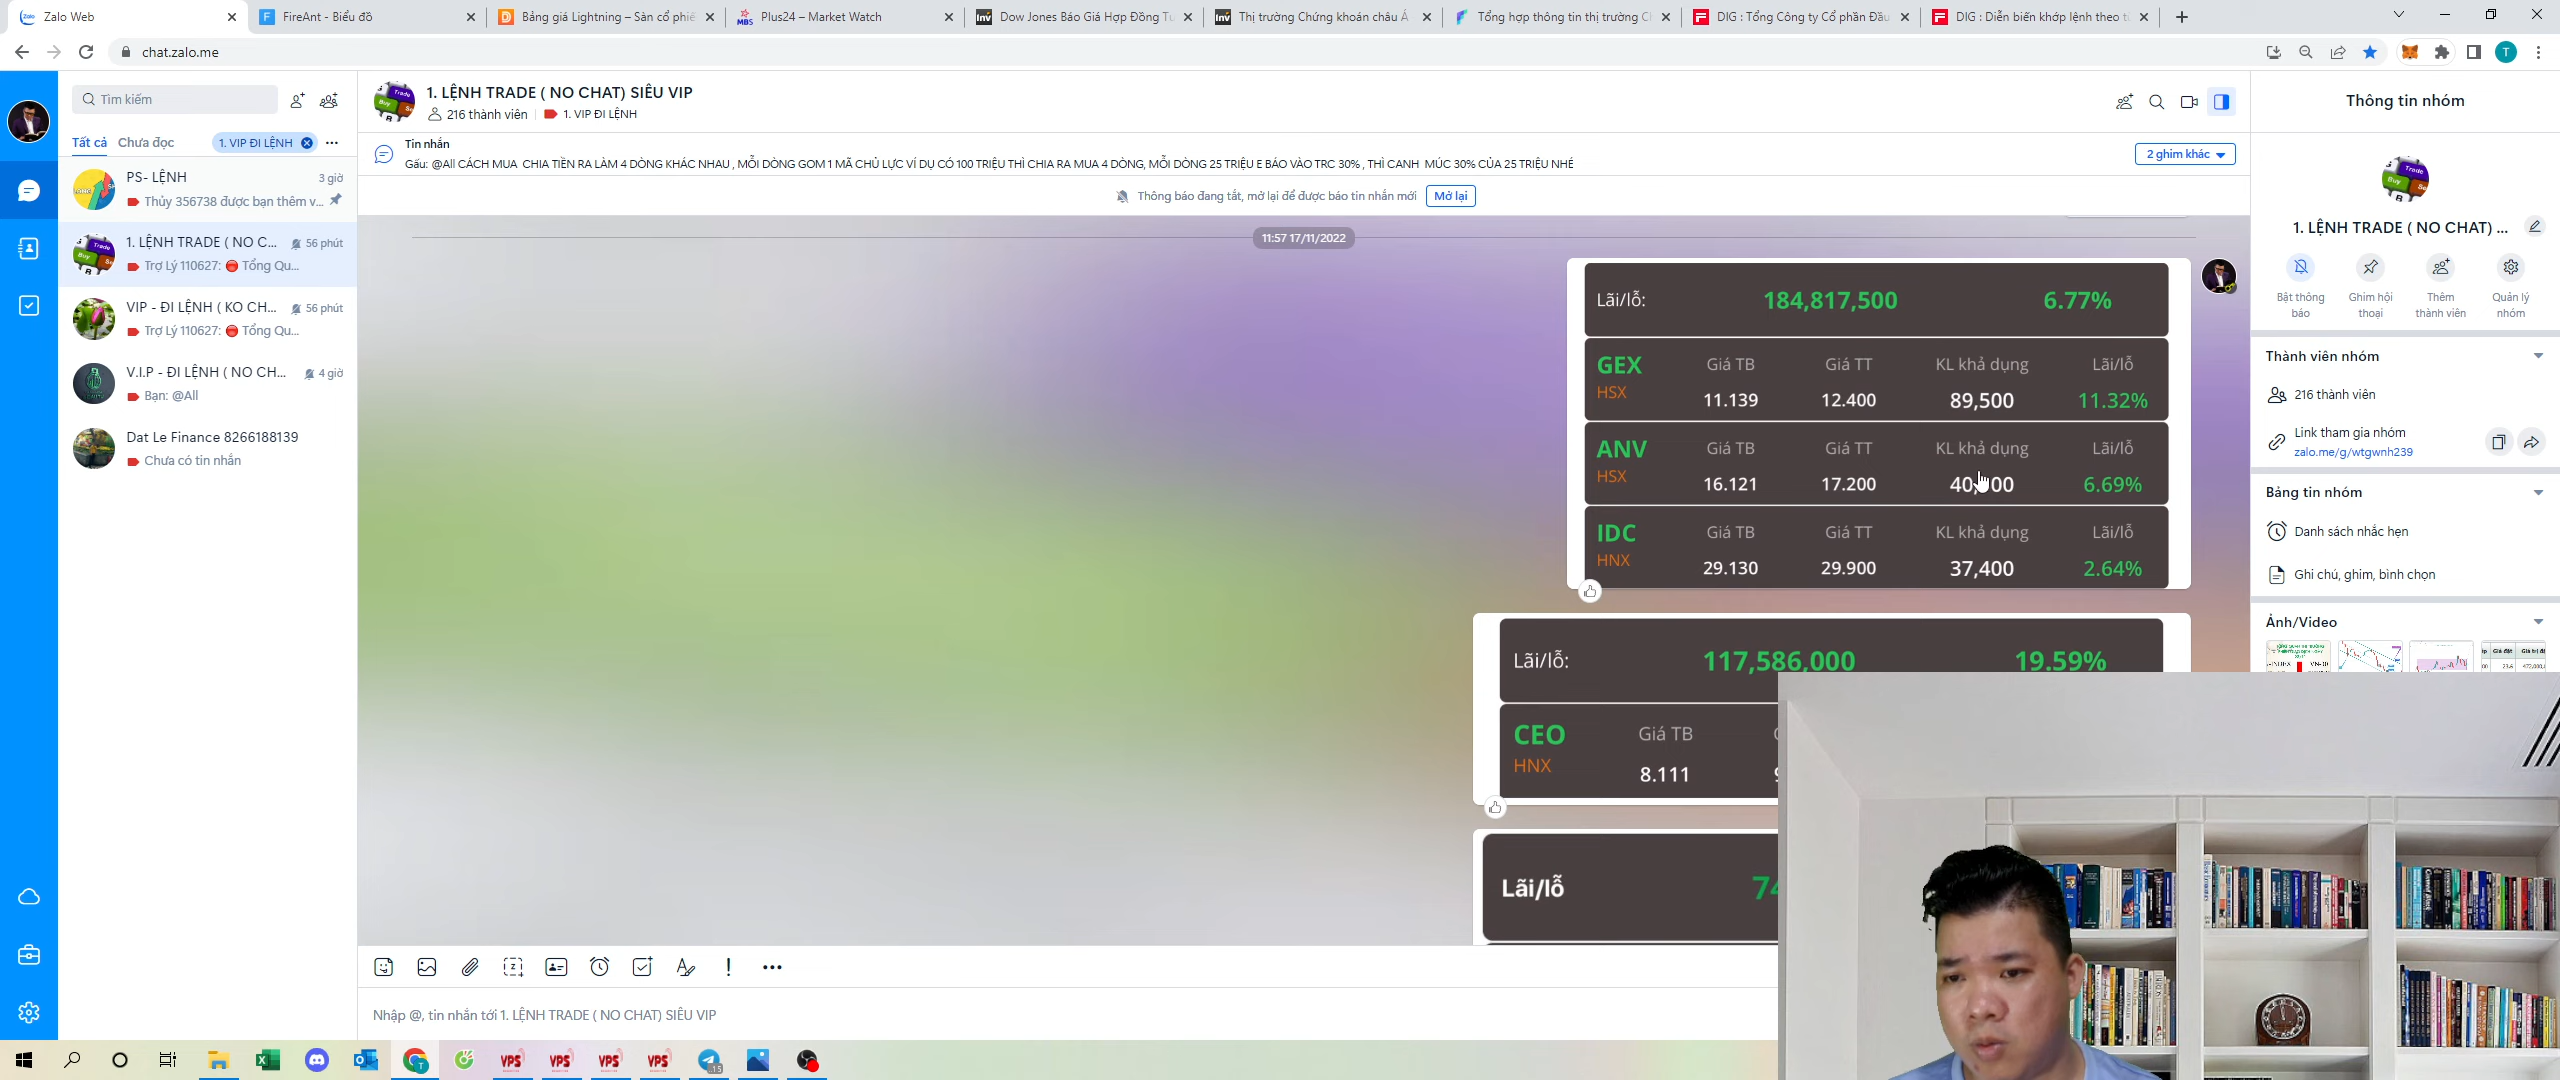 Zalo Web
FireAnt - Biểu đồ
Bảng giá Lightning – Sàn cổ phiế
Plus24 – Market Watch
Dow Jones Báo Giá Hợp Đồng Tư
Thị trường Chứng khoán châu Á
Tổng hợp thông tin thị trường C
DIG : Tổng Công ty Cổ phần Đầu
DIG : Diễn biến khớp lệnh theo t
chat.zalo.me
T
Tìm kiếm
Tất cả
Chưa đọc
1. VIP ĐI LỆNH
PS- LỆNH
3 giờ
Thủy 356738 được bạn thêm v...
1. LỆNH TRADE ( NO C...
56 phút
Trợ Lý 110627: 🔴 Tổng Qu...
VIP - ĐI LỆNH ( KO CH...
56 phút
Trợ Lý 110627: 🔴 Tổng Qu...
V.I.P - ĐI LỆNH ( NO CH...
4 giờ
Bạn: @All
Dat Le Finance 8266188139
Chưa có tin nhắn
1. LỆNH TRADE ( NO CHAT) SIÊU VIP
216 thành viên
1. VIP ĐI LỆNH
Tin nhắn
Gấu: @All CÁCH MUA CHIA TIỀN RA LÀM 4 DÒNG KHÁC NHAU , MỖI DÒNG GOM 1 MÃ CHỦ LỰC VÍ DỤ CÓ 100 TRIỆU THÌ CHIA RA MUA 4 DÒNG, MỖI DÒNG 25 TRIỆU E BÁO VÀO TRC 30% , THÌ CANH MÚC 30% CỦA 25 TRIỆU NHÉ
2 ghim khác
Thông báo đang tắt, mở lại để được báo tin nhắn mới
Mở lại
11:57 17/11/2022
Lãi/lỗ: 184,817,500 6.77%
GEX Giá TB Giá TT KL khả dụng Lãi/lỗ
HSX 11.139 12.400 89,500 11.32%
ANV Giá TB Giá TT KL khả dụng Lãi/lỗ
HSX 16.121 17.200 6.69%
IDC Giá TB Giá TT KL khả dụng Lãi/lỗ
HNX 29.130 29.900 37,400 2.64%
Lãi/lỗ: 117,586,000 19.59%
CEO Giá TB
HNX 8.111
Lãi/lỗ 74
Nhập @, tin nhắn tới 1. LỆNH TRADE ( NO CHAT) SIÊU VIP
Thông tin nhóm
1. LỆNH TRADE ( NO CHAT) ...
Bật thông báo
Ghim hội thoại
Thêm thành viên
Quản lý nhóm
Thành viên nhóm
216 thành viên
Link tham gia nhóm
zalo.me/g/wtgwnh239
Bảng tin nhóm
Danh sách nhắc hẹn
Ghi chú, ghim, bình chọn
Ảnh/Video
VPS
VPS
VPS
VPS